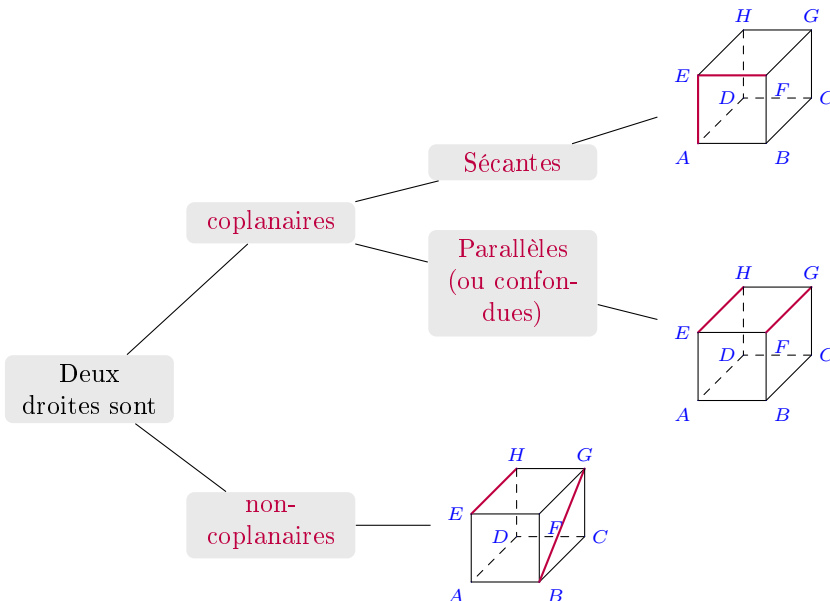 H G
E F
D C
A B
Sécantes
coplanaires
Parallèles
(ou confon-
dues)
H G
E F
D C
A B
Deux
droites sont
non-
coplanaires
H G
E F
D C
A B